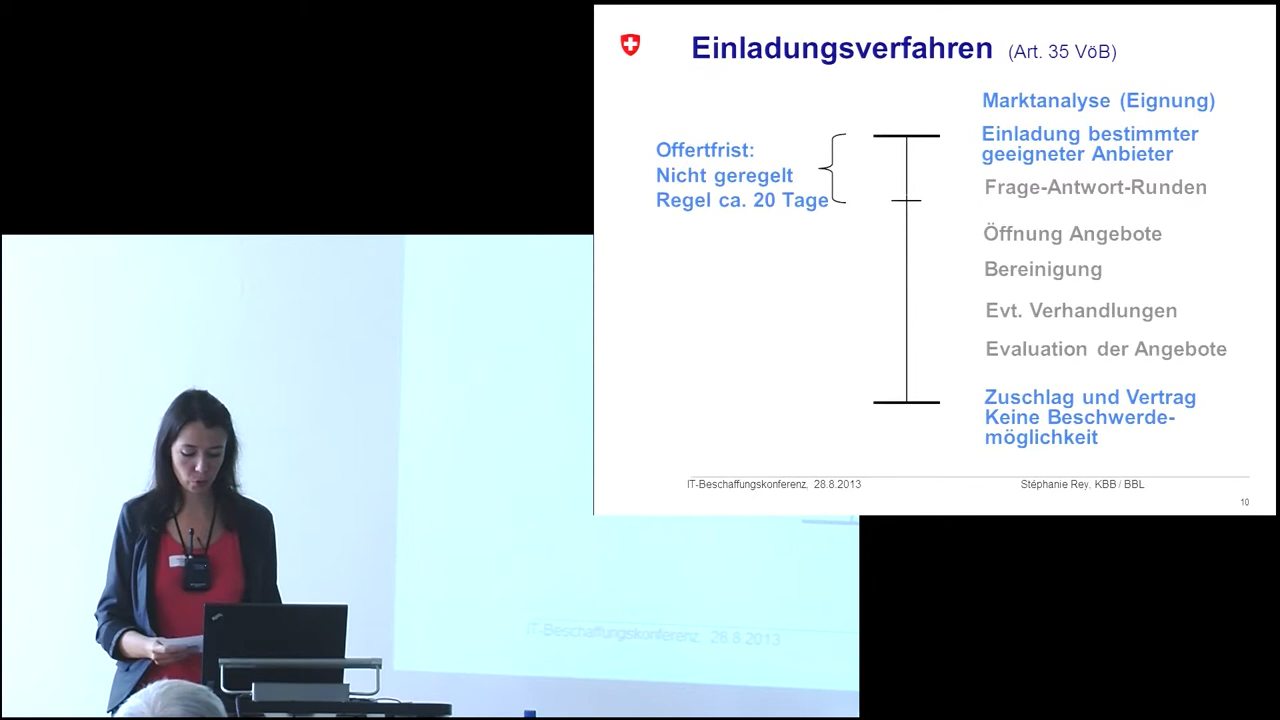 Einladungsverfahren (Art. 35 VöB)
Marktanalyse (Eignung)
Einladung bestimmter
geeigneter Anbieter
Offertfrist:
Nicht geregelt
Regel ca. 20 Tage
Frage-Antwort-Runden
Öffnung Angebote
Bereinigung
Evt. Verhandlungen
Evaluation der Angebote
Zuschlag und Vertrag
Keine Beschwerde-
möglichkeit
IT-Beschaffungskonferenz, 28.8.2013
Stéphanie Rey, KBB / BBL
10
IT-Beschaffungskonferenz, 28.8.2013